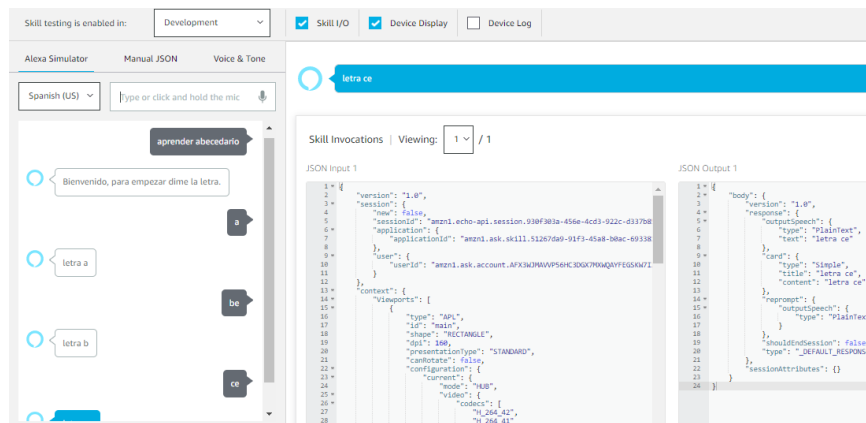 Skill testing is enabled in:
Development
Skill I/O
Device Display
Device Log
Alexa Simulator
Manual JSON
Voice & Tone
Spanish (US)
Type or click and hold the mic
aprender abecedario
Bienvenido, para empezar dime la letra.
a
letra a
be
letra b
ce
letra ce
Skill Invocations | Viewing: 1 / 1
JSON Input 1
1 {
2 "version": "1.0",
3 "session": {
4 "new": false,
5 "sessionId": "amzn1.echo-api.session.930f303a-456e-4cd3-922c-d337b8
6 "application": {
7 "applicationId": "amzn1.ask.skill.51267da9-91f3-45a8-b0ac-69338
8 },
9 "user": {
10 "userId": "amzn1.ask.account.AFX3WJMAVVP56HC3DGX7MXWQAYFEGSKW7
11 }
12 },
13 "context": {
14 "Viewports": [
15 {
16 "type": "APL",
17 "id": "main",
18 "shape": "RECTANGLE",
19 "dpi": 160,
20 "presentationType": "STANDARD",
21 "canRotate": false,
22 "configuration": {
23 "current": {
24 "mode": "HUB",
25 "video": {
26 "codecs": [
27 "H_264_42",
28 "H_264_41"
JSON Output 1
1 {
2 "body": {
3 "version": "1.0",
4 "response": {
5 "outputSpeech": {
6 "type": "PlainText",
7 "text": "letra ce"
8 },
9 "card": {
10 "type": "Simple",
11 "title": "letra ce",
12 "content": "letra ce"
13 },
14 "reprompt": {
15 "outputSpeech": {
16 "type": "PlainTex
17 }
18 },
19 "shouldEndSession": false
20 "type": "_DEFAULT_RESPONS
21 },
22 "sessionAttributes": {}
23 }
24 }